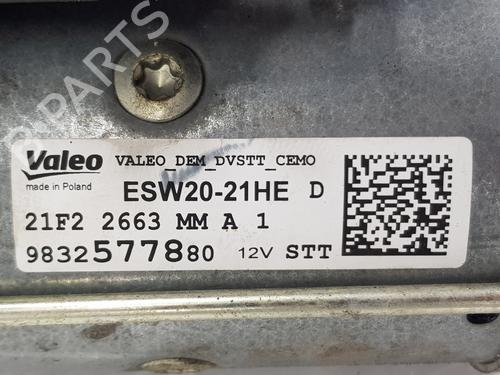 B-PARTS
Valeo VALEO_DEM_DVSTT_CEMO
made in Poland
ESW20-21HE D
21F2 2663 MM A 1
9832577880 12V STT